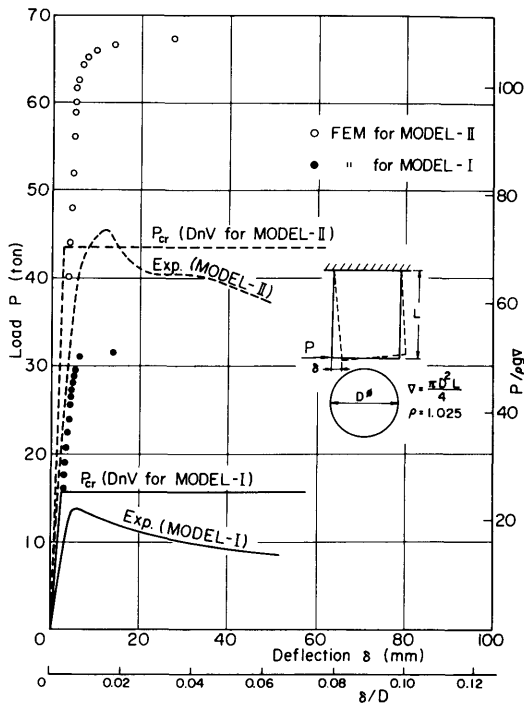 70
60
50
40
30
20
10
0
Load P (ton)
○ FEM for MODEL-II
● " for MODEL-I
Pcr (DnV for MODEL-II)
Exp. (MODEL-II)
Pcr (DnV for MODEL-I)
Exp. (MODEL-I)
P
δ
L
D
∇ = πD²L/4
ρ = 1.025
100
80
60
40
20
P/ρg∇
20
40
60
80
100
Deflection δ (mm)
0
0.02
0.04
0.06
0.08
0.10
0.12
δ/D